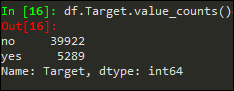 In [16]: df.Target.value_counts()
Out[16]:
no     39922
yes     5289
Name: Target, dtype: int64